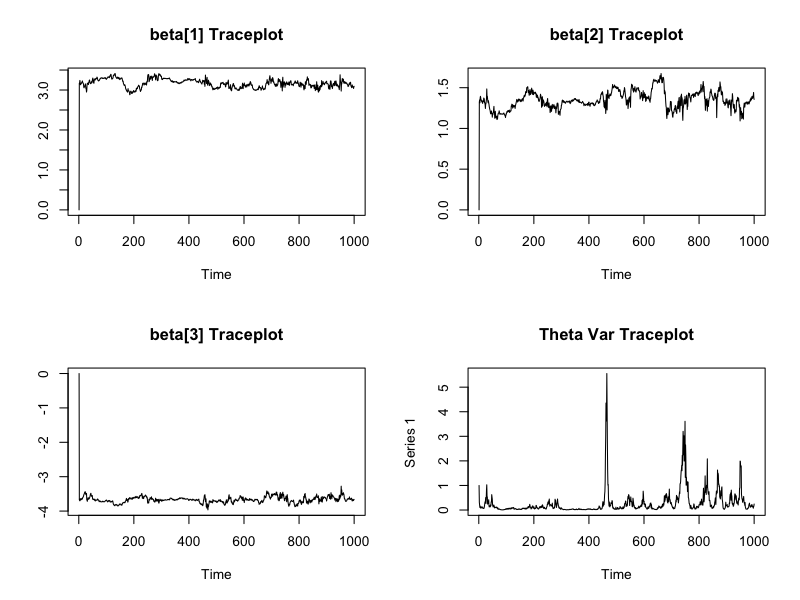 beta[1] Traceplot
0.0 1.0 2.0 3.0
0 200 400 600 800 1000
Time
beta[2] Traceplot
0.0 0.5 1.0 1.5
0 200 400 600 800 1000
Time
beta[3] Traceplot
-4 -3 -2 -1 0
0 200 400 600 800 1000
Time
Theta Var Traceplot
Series 1
0 1 2 3 4 5
0 200 400 600 800 1000
Time